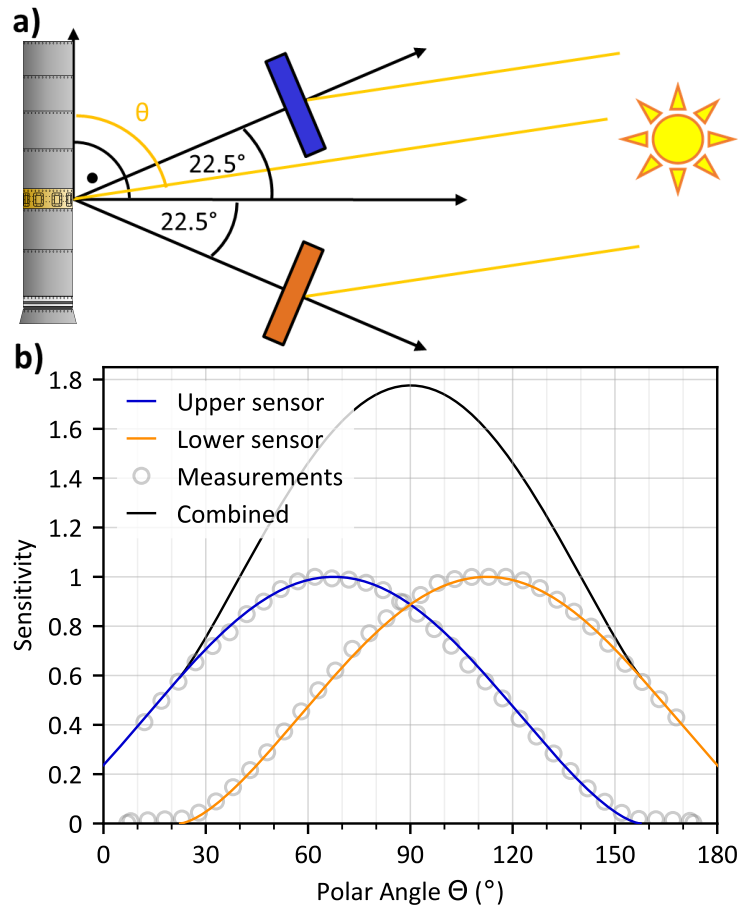 a)
θ
22.5°
22.5°
b)
1.8
1.6
1.4
1.2
1
0.8
0.6
0.4
0.2
0
Sensitivity
Upper sensor
Lower sensor
Measurements
Combined
0 30 60 90 120 150 180
Polar Angle Θ (°)